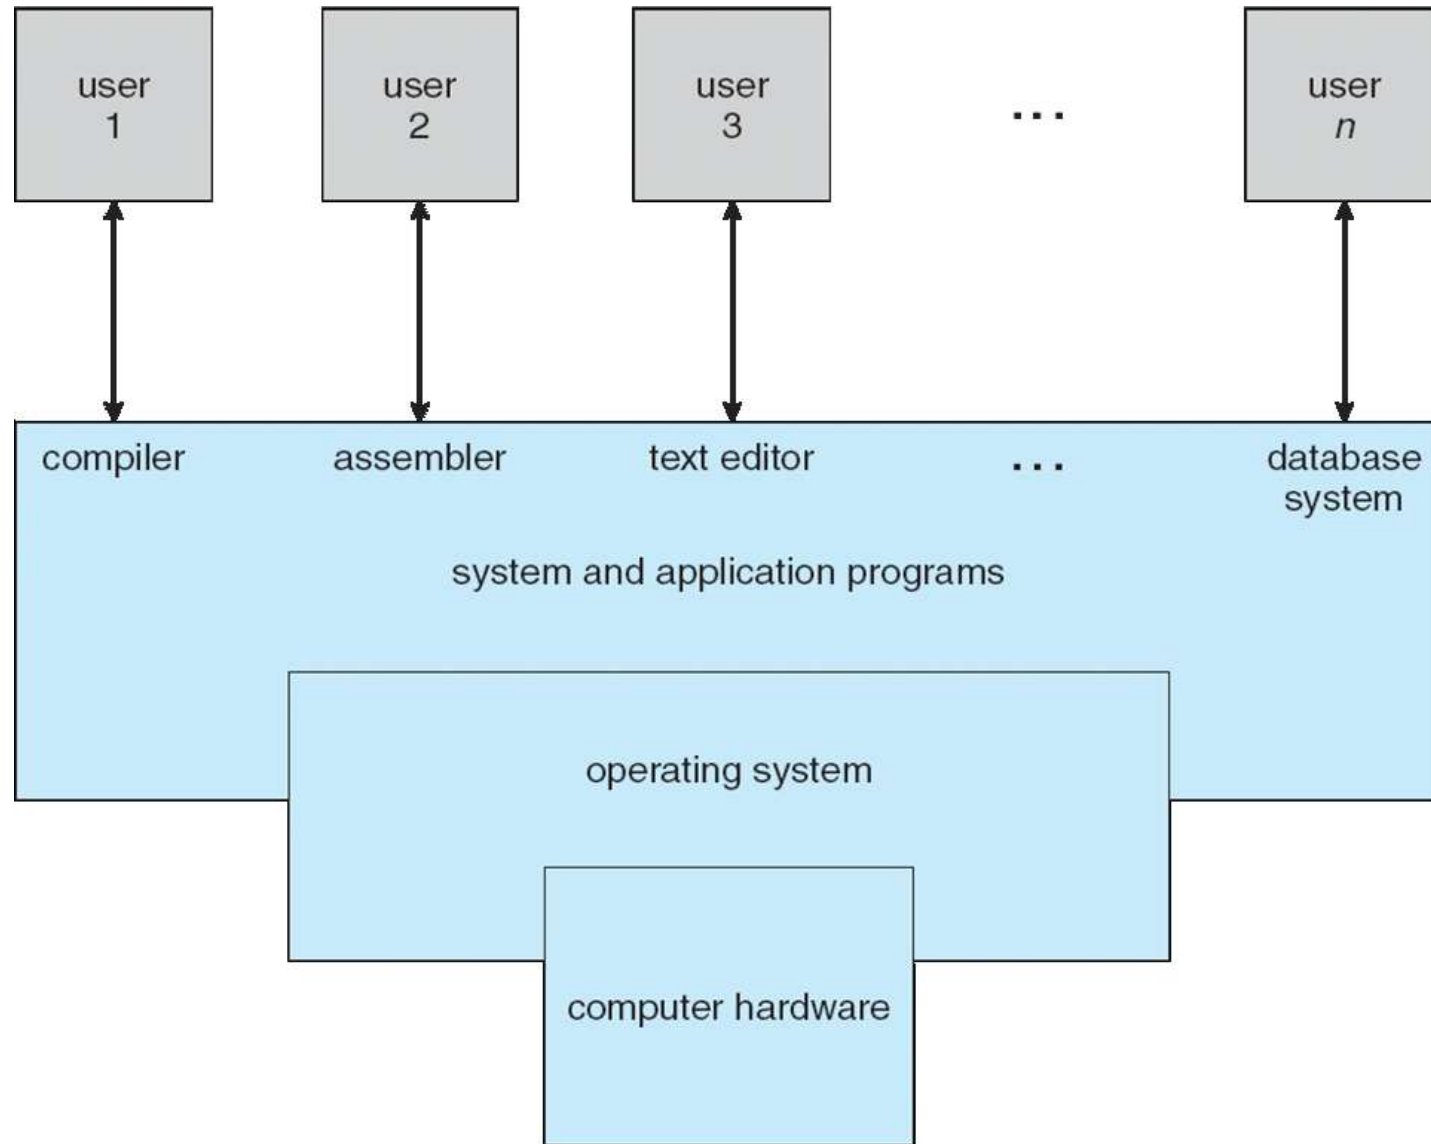 user
1
user
2
user
3
...
user
n
compiler
assembler
text editor
...
database
system
system and application programs
operating system
computer hardware